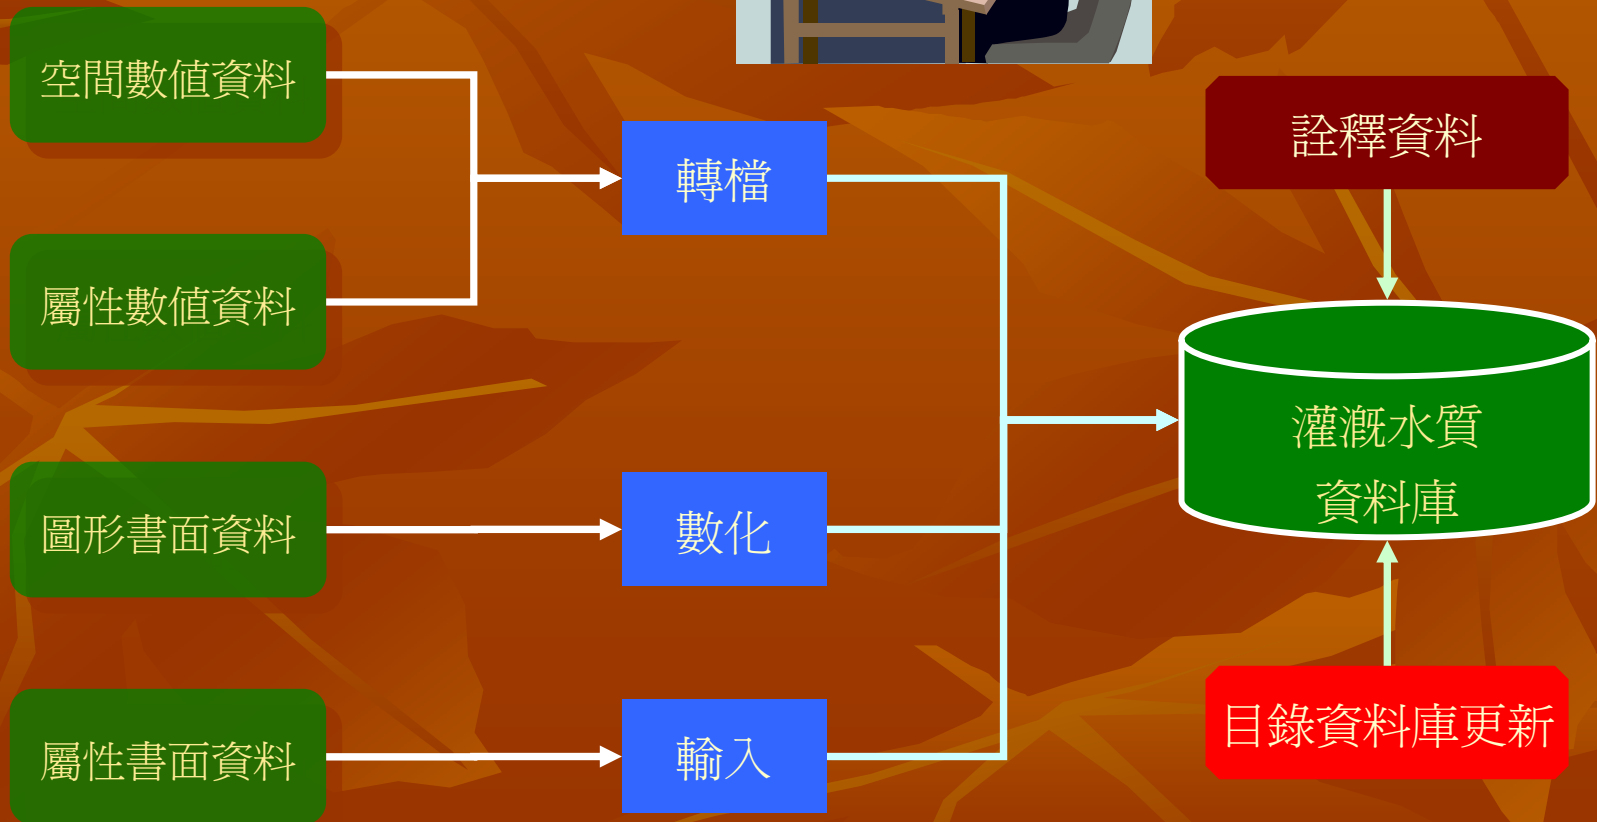 空間數值資料
屬性數值資料
圖形書面資料
屬性書面資料
轉檔
數化
輸入
詮釋資料
灌溉水質
資料庫
目錄資料庫更新